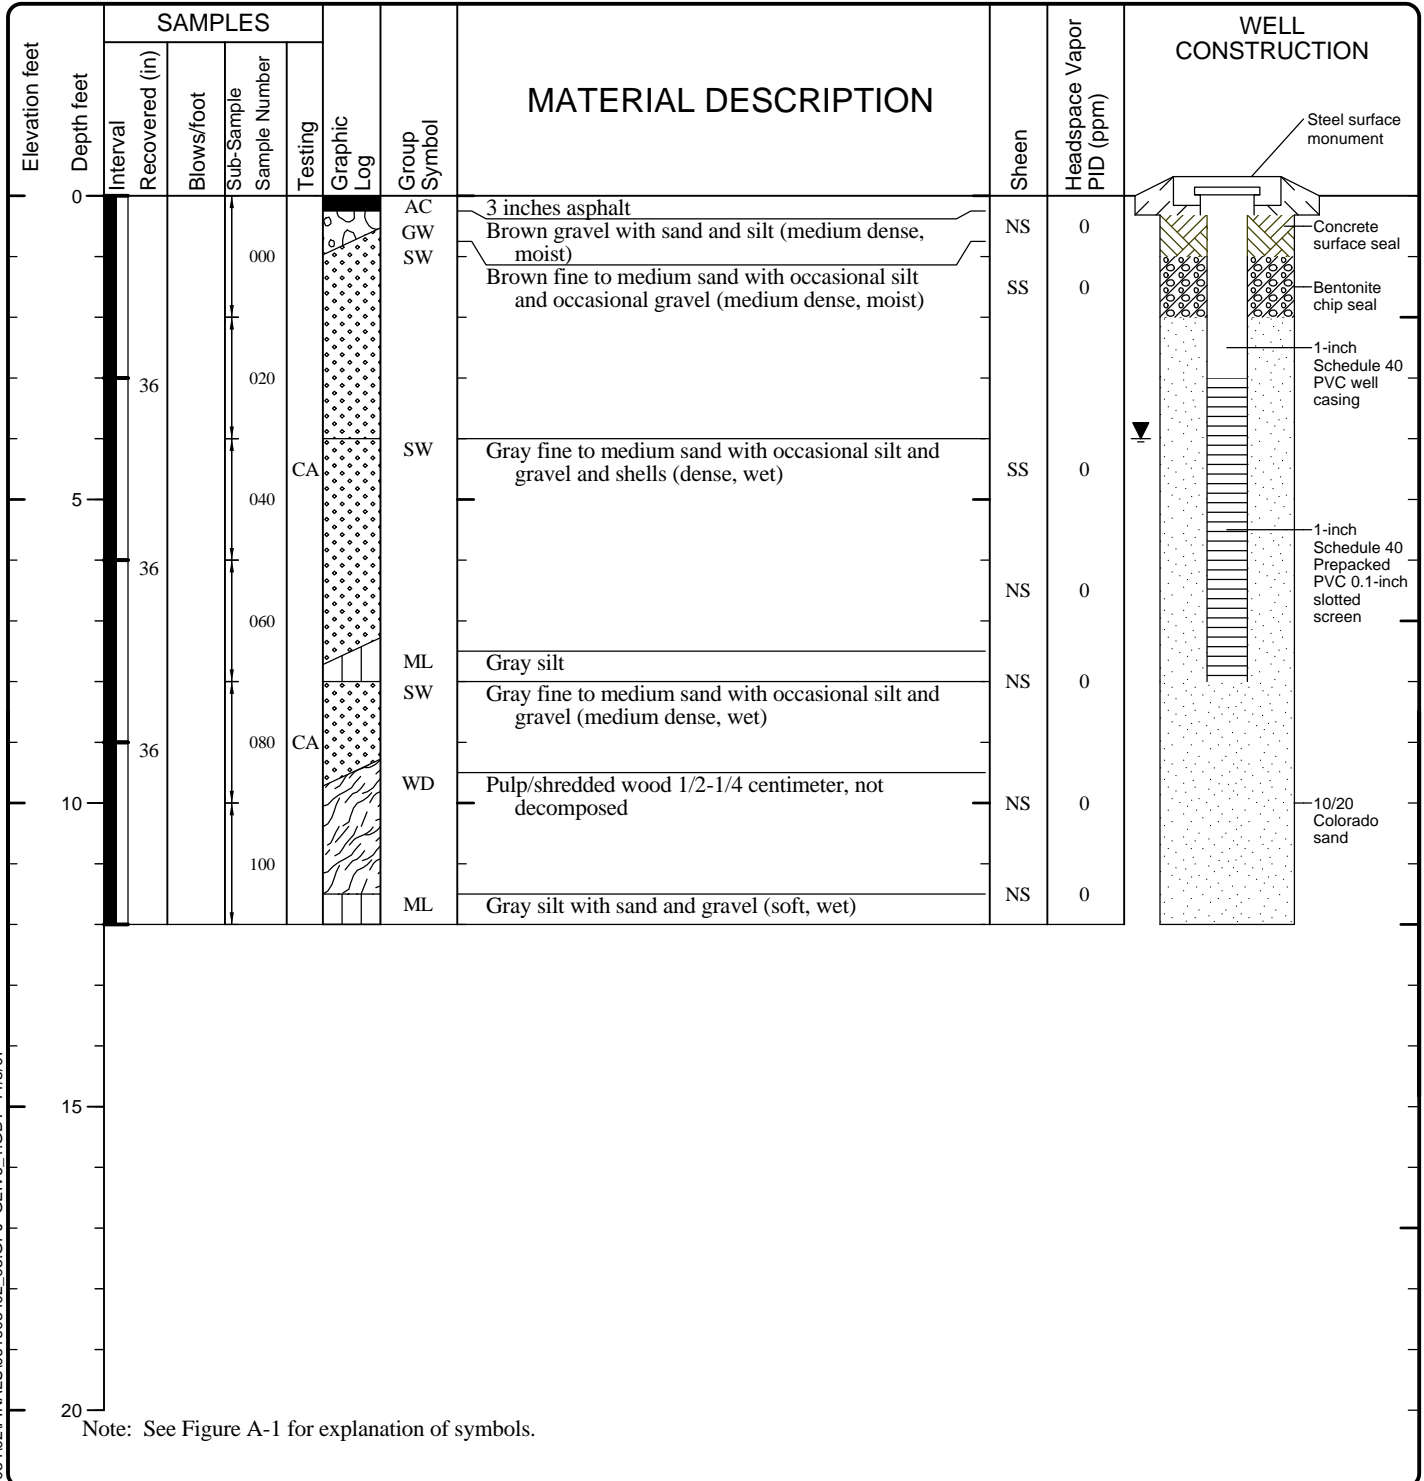 SAMPLES
Elevation feet
Depth feet
Interval
Recovered (in)
Blows/foot
Sub-Sample
Sample Number
Testing
Graphic
Log
Group
Symbol
MATERIAL DESCRIPTION
Sheen
Headspace Vapor
PID (ppm)
WELL
CONSTRUCTION
Steel surface
monument
0
AC
3 inches asphalt
GW
Brown gravel with sand and silt (medium dense,
moist)
NS
0
Concrete
surface seal
000
SW
Brown fine to medium sand with occasional silt
and occasional gravel (medium dense, moist)
SS
0
Bentonite
chip seal
1-inch
Schedule 40
PVC well
casing
36
020
SW
Gray fine to medium sand with occasional silt and
gravel and shells (dense, wet)
CA
SS
0
5
040
1-inch
Schedule 40
Prepacked
PVC 0.1-inch
slotted
screen
36
NS
0
060
ML
Gray silt
NS
0
SW
Gray fine to medium sand with occasional silt and
gravel (medium dense, wet)
36
080
CA
WD
Pulp/shredded wood 1/2-1/4 centimeter, not
decomposed
10
NS
0
10/20
Colorado
sand
100
NS
0
ML
Gray silt with sand and gravel (soft, wet)
15
20
Note: See Figure A-1 for explanation of symbols.